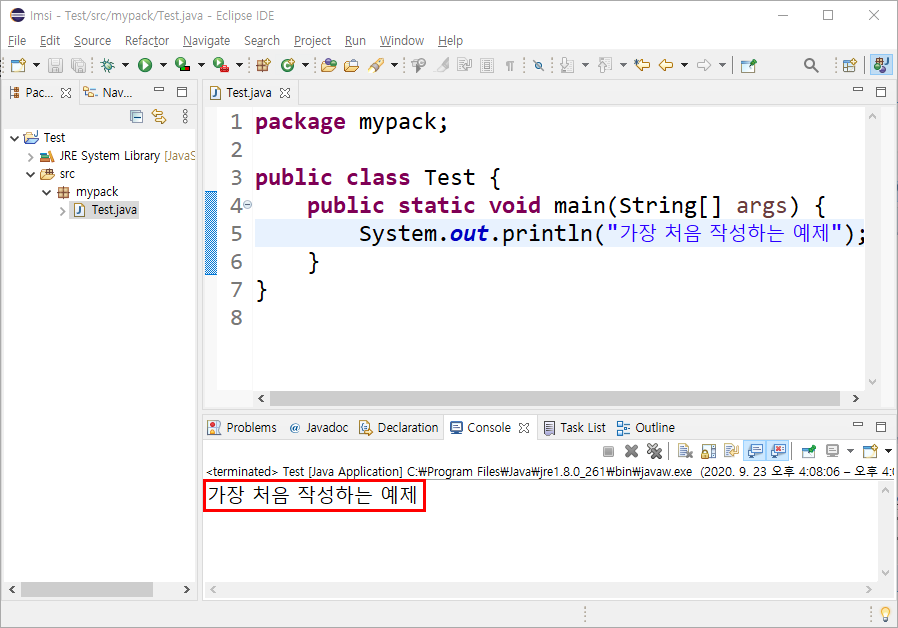 Imsi - Test/src/mypack/Test.java - Eclipse IDE
File Edit Source Refactor Navigate Search Project Run Window Help
Pac... Nav...
Test
JRE System Library [JavaS
src
mypack
Test.java
Test.java
1 package mypack;
2
3 public class Test {
4 public static void main(String[] args) {
5 System.out.println("가장 처음 작성하는 예제");
6 }
7 }
8
Problems @ Javadoc Declaration Console Task List Outline
<terminated> Test [Java Application] C:₩Program Files₩Java₩jre1.8.0_261₩bin₩javaw.exe (2020. 9. 23 오후 4:08:06 – 오후 4:0
가장 처음 작성하는 예제